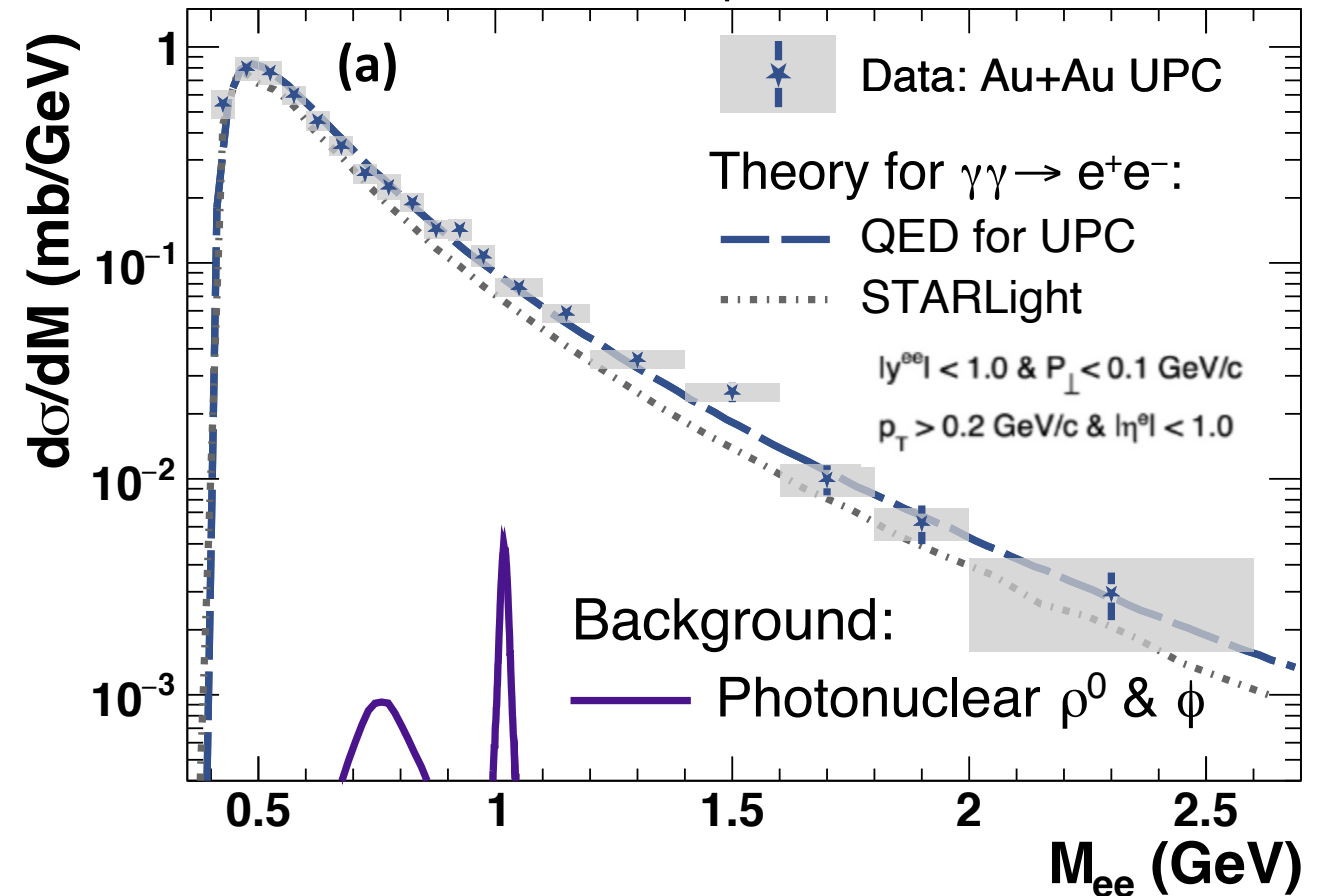 (a)
Data: Au+Au UPC
Theory for γγ→ e⁺e⁻:
QED for UPC
STARLight
|y^ee| < 1.0 & P_⊥ < 0.1 GeV/c
p_T > 0.2 GeV/c & |η^e| < 1.0
Background:
Photonuclear ρ⁰ & ϕ
dσ/dM (mb/GeV)
1
10⁻¹
10⁻²
10⁻³
0.5 1 1.5 2 2.5
M_ee (GeV)